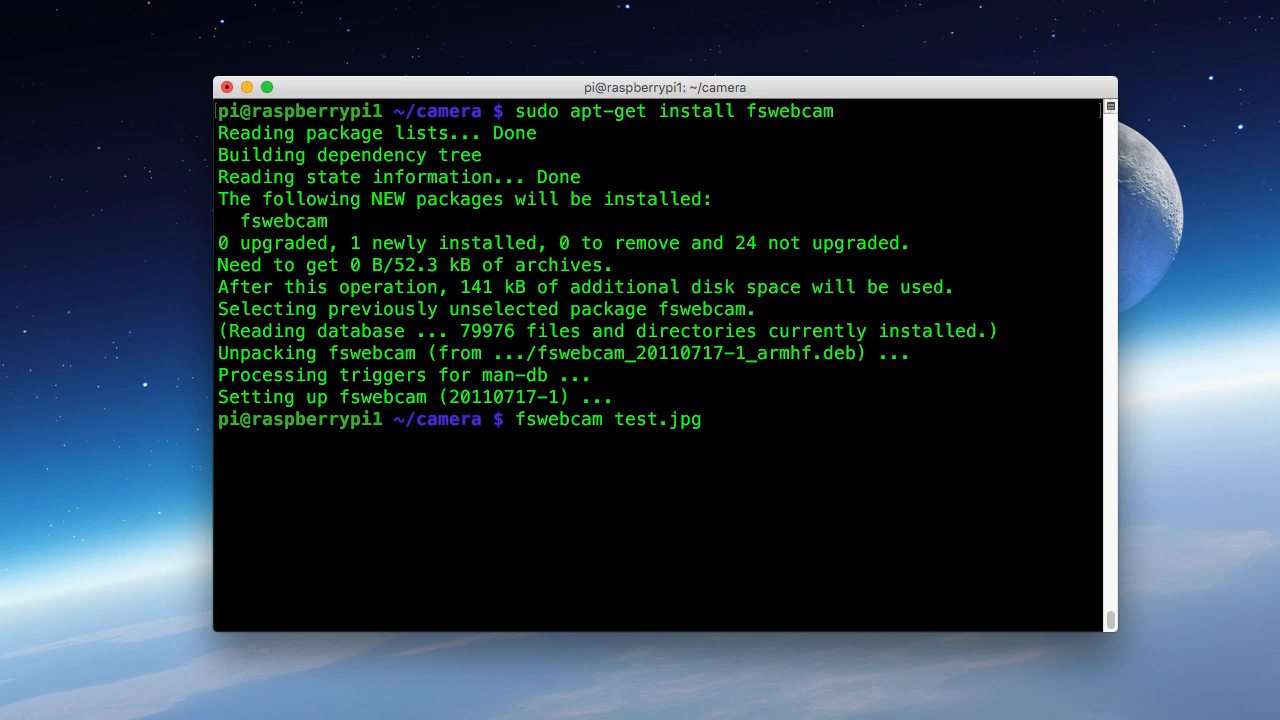 pi@raspberrypi1: ~/camera
pi@raspberrypi1 ~/camera $ sudo apt-get install fswebcam
Reading package lists... Done
Building dependency tree
Reading state information... Done
The following NEW packages will be installed:
  fswebcam
0 upgraded, 1 newly installed, 0 to remove and 24 not upgraded.
Need to get 0 B/52.3 kB of archives.
After this operation, 141 kB of additional disk space will be used.
Selecting previously unselected package fswebcam.
(Reading database ... 79976 files and directories currently installed.)
Unpacking fswebcam (from .../fswebcam_20110717-1_armhf.deb) ...
Processing triggers for man-db ...
Setting up fswebcam (20110717-1) ...
pi@raspberrypi1 ~/camera $ fswebcam test.jpg